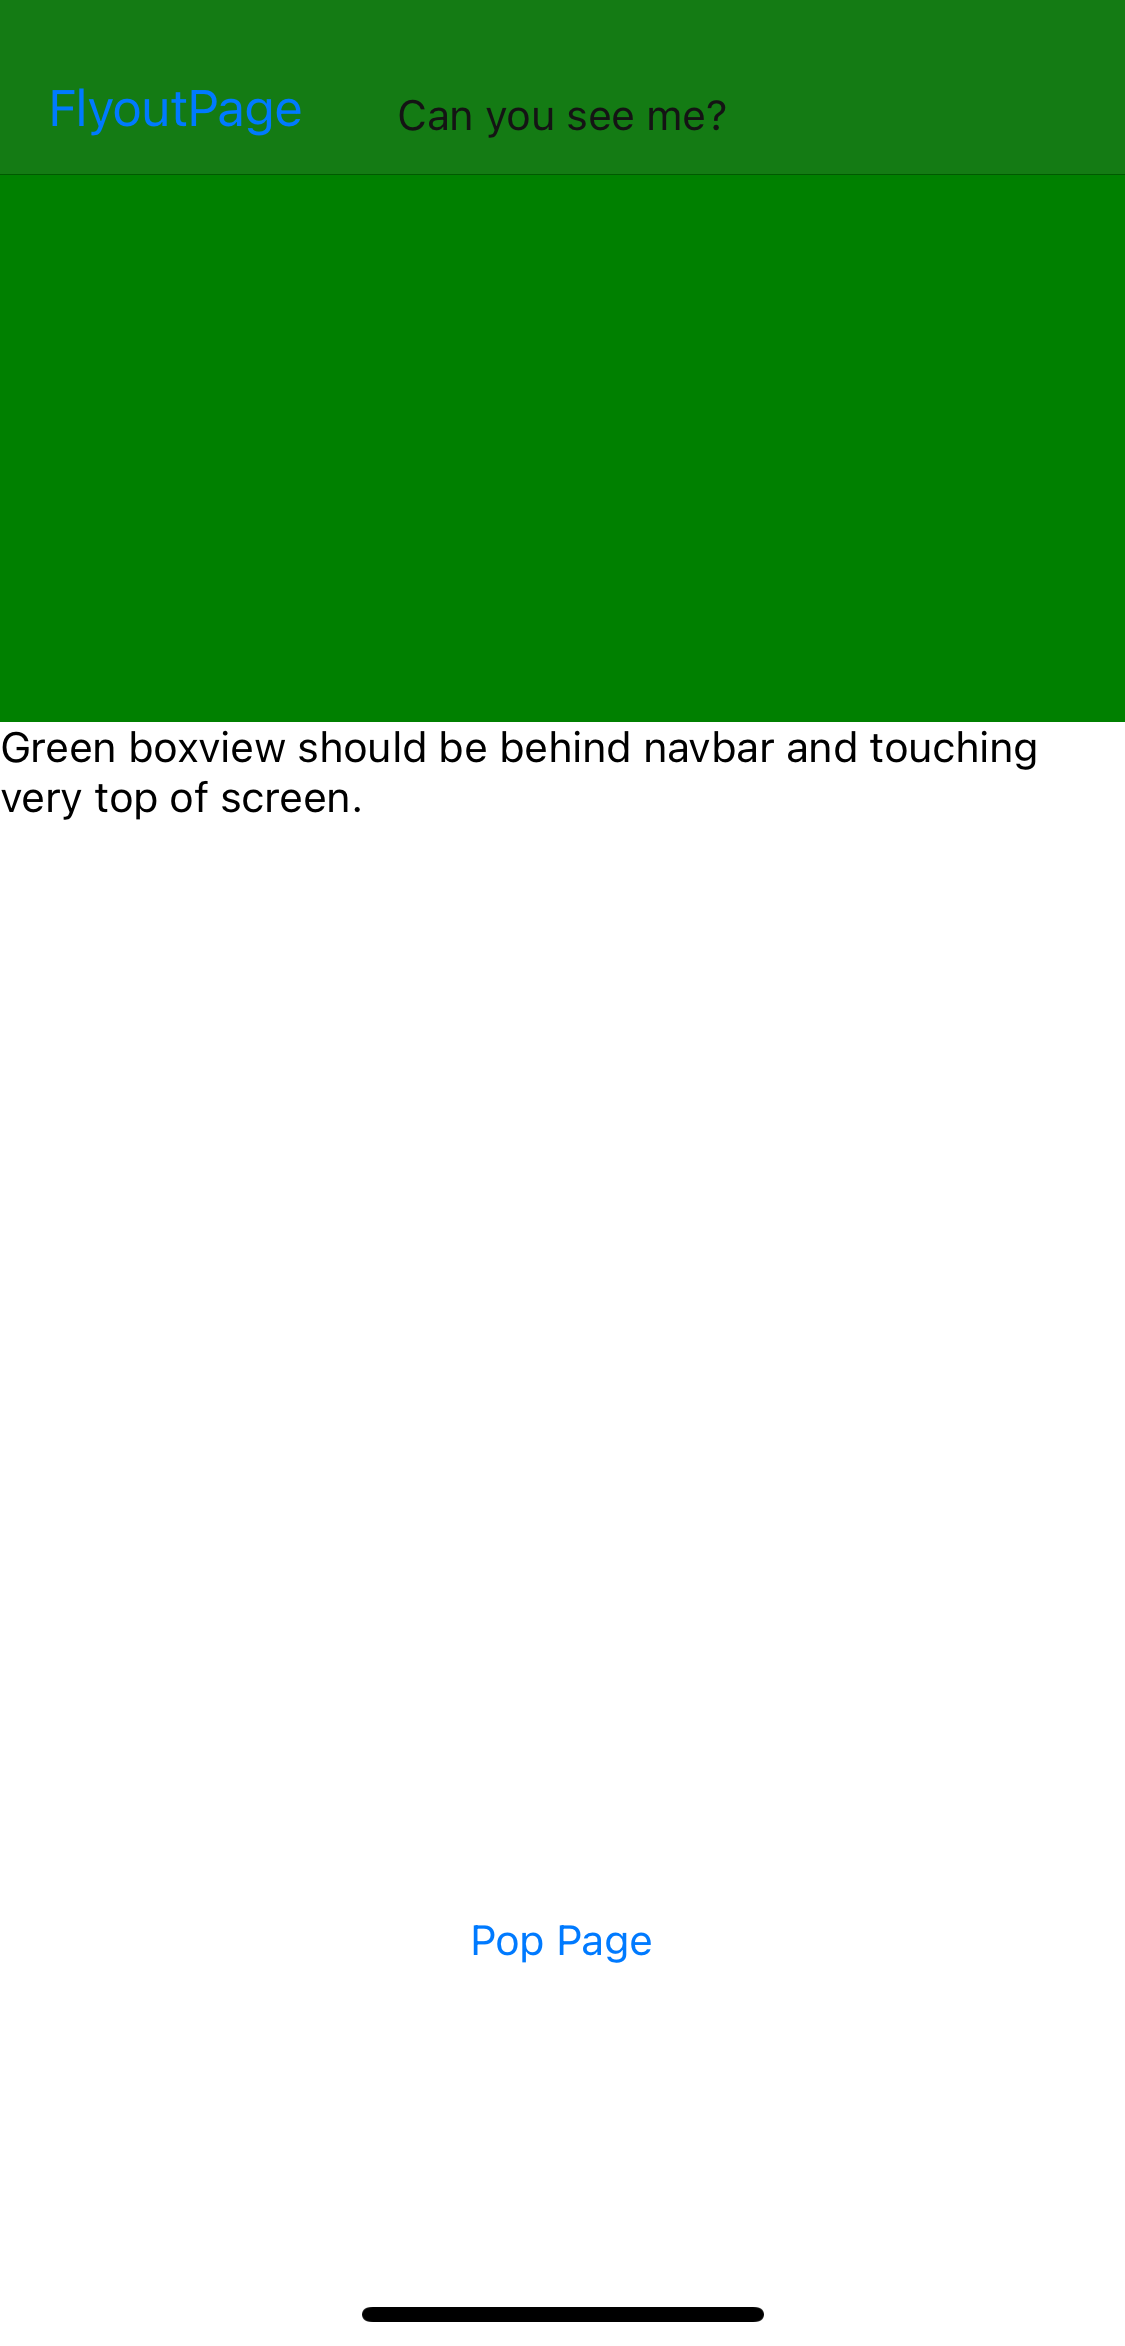 FlyoutPage
Can you see me?
Green boxview should be behind navbar and touching
very top of screen.
Pop Page